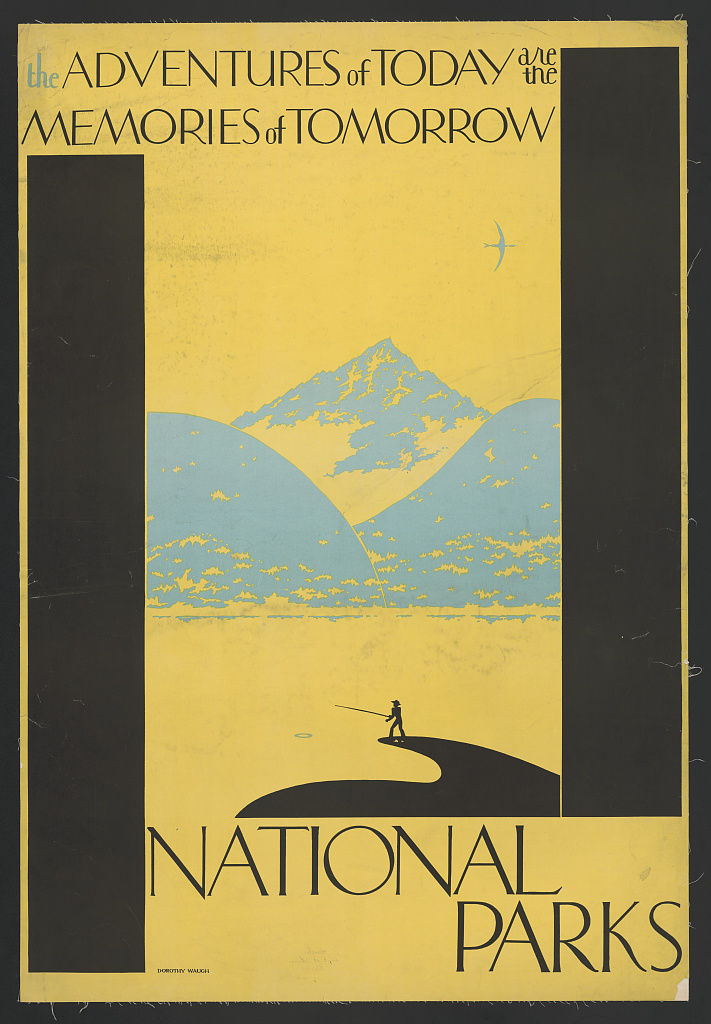 the ADVENTURES of TODAY are the
MEMORIES of TOMORROW
NATIONAL
PARKS
DOROTHY WAUGH